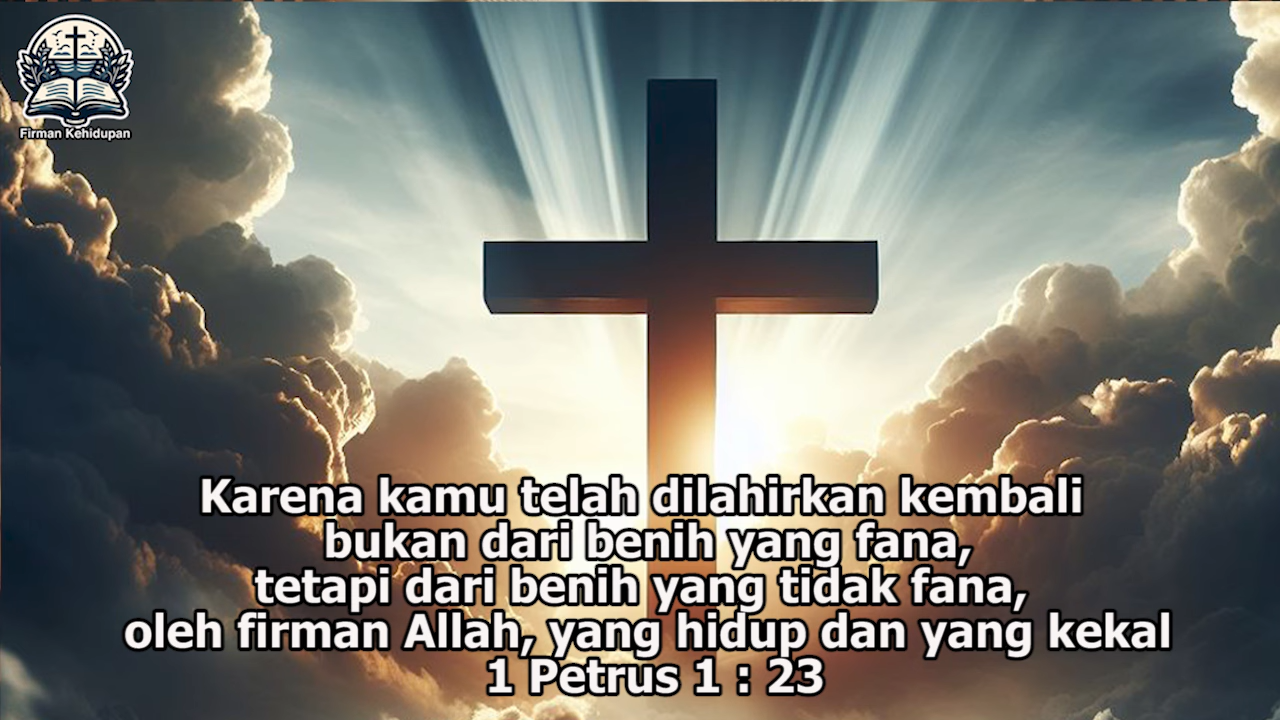 Firman Kehidupan
Karena kamu telah dilahirkan kembali
bukan dari benih yang fana,
tetapi dari benih yang tidak fana,
oleh firman Allah, yang hidup dan yang kekal
1 Petrus 1 : 23